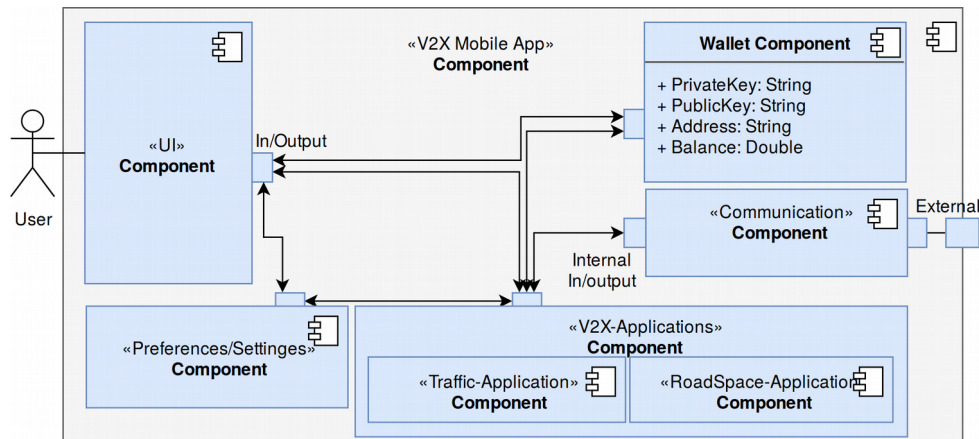 «V2X Mobile App»
Component
Wallet Component
+ PrivateKey: String
+ PublicKey: String
+ Address: String
+ Balance: Double
«UI»
Component
In/Output
User
«Communication»
Component
External
Internal
In/output
«Preferences/Settinges»
Component
«V2X-Applications»
Component
«Traffic-Application»
Component
«RoadSpace-Application
Component